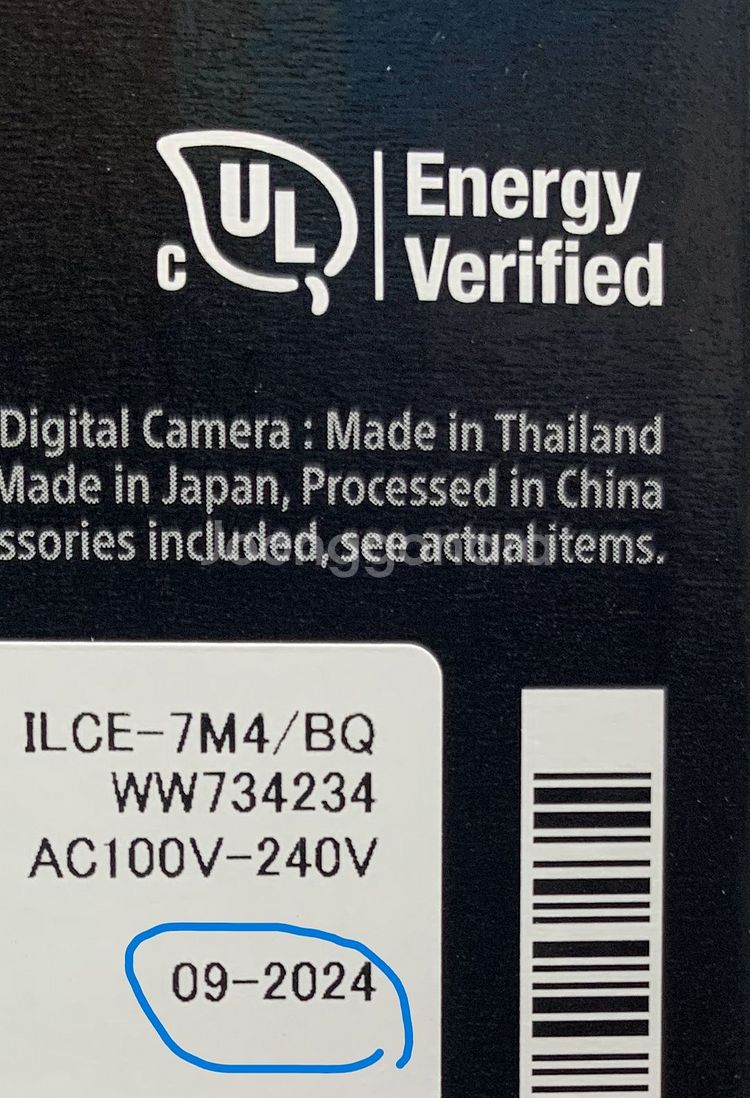 C UL Energy
Verified
Digital Camera : Made in Thailand
Made in Japan, Processed in China
ssories included, see actual items.
Joonggonara
ILCE-7M4/BQ
WW734234
AC100V-240V
09-2024